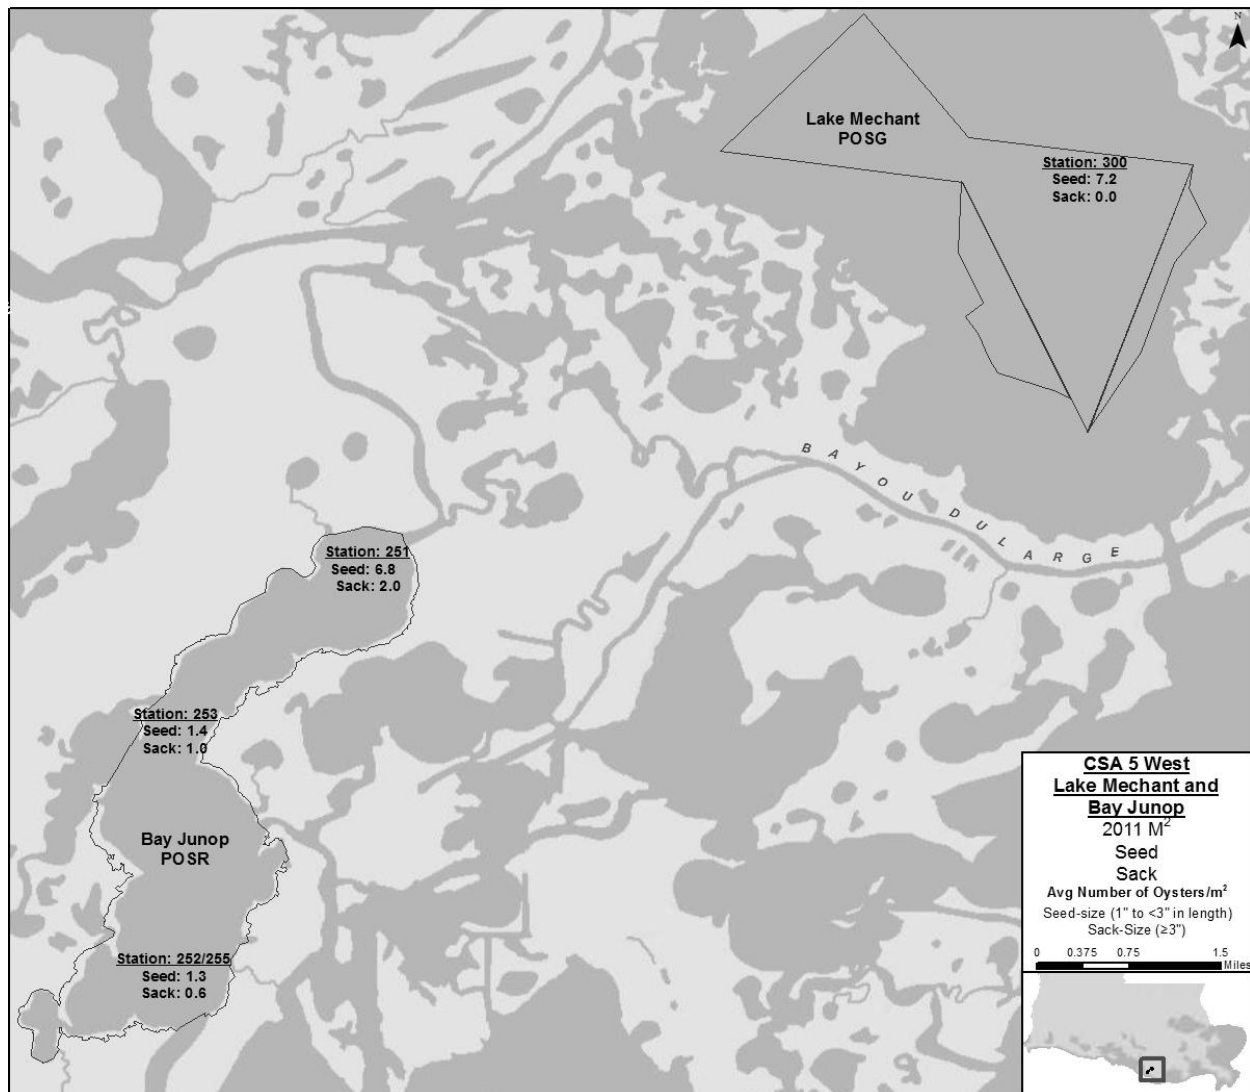 N
Lake Mechant
POSG
Station: 300
Seed: 7.2
Sack: 0.0
BAYOU DULARGE
Station: 251
Seed: 6.8
Sack: 2.0
Station: 253
Seed: 1.4
Sack: 1.0
Bay Junop
POSR
Station: 252/255
Seed: 1.3
Sack: 0.6
CSA 5 West
Lake Mechant and
Bay Junop
2011 M²
Seed
Sack
Avg Number of Oysters/m²
Seed-size (1" to <3" in length)
Sack-Size (≥3")
0 0.375 0.75 1.5
Miles